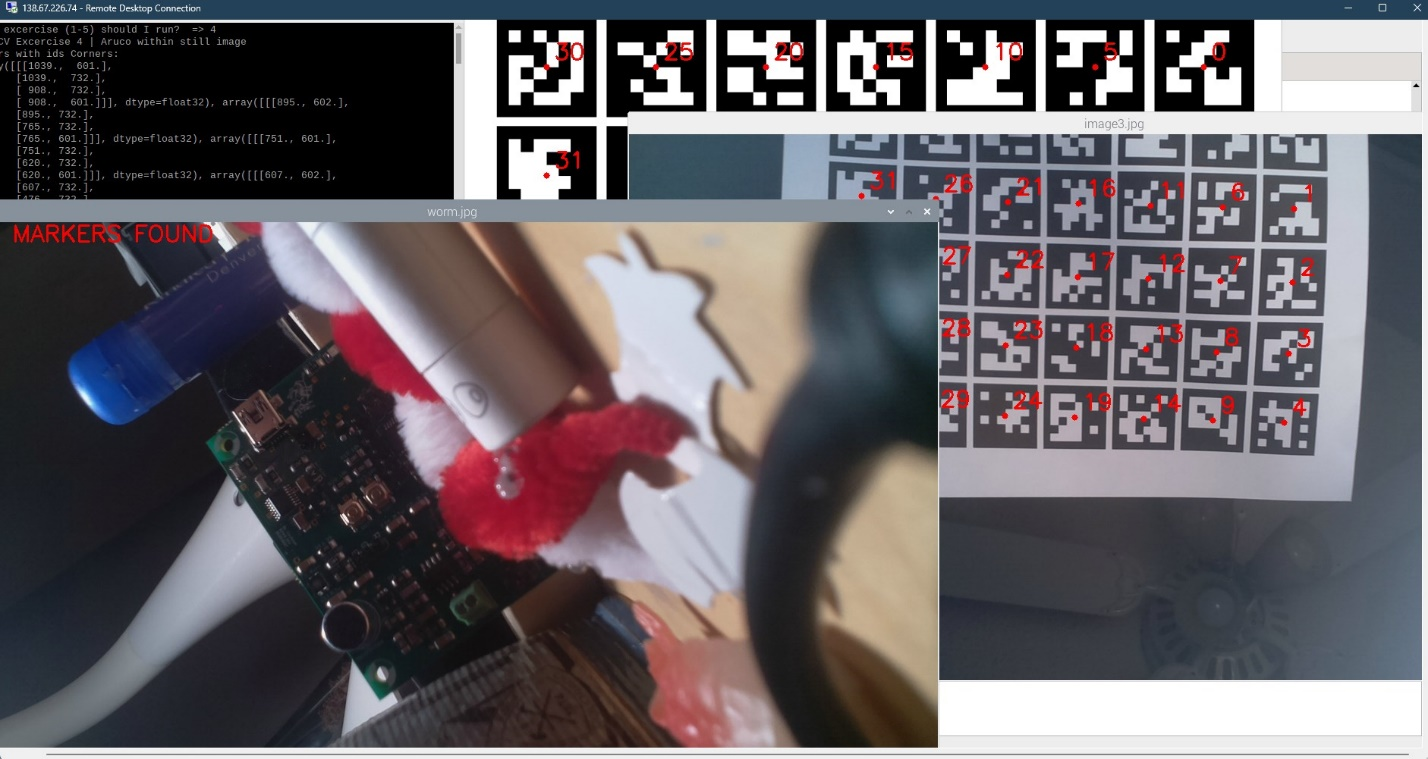 138.67.226.74 - Remote Desktop Connection
excercise (1-5) should I run?  => 4
CV Excercise 4 | Aruco within still image
rs with ids Corners:
y([[[1039.,  601.],
[1039.,  732.],
[ 908.,  732.],
[ 908.,  601.]]], dtype=float32), array([[[895., 602.],
[895., 732.],
[765., 732.],
[765., 601.]]], dtype=float32), array([[[751., 601.],
[751., 732.],
[620., 732.],
[620., 601.]]], dtype=float32), array([[[607., 602.],
[607., 732.],
30 25 20 15 10 5 0
31
image3.jpg
31 26 21 16 11 6 1
27 22 17 12 7 2
28 23 18 13 8 3
29 24 19 14 9 4
worm.jpg
MARKERS FOUND
Denver